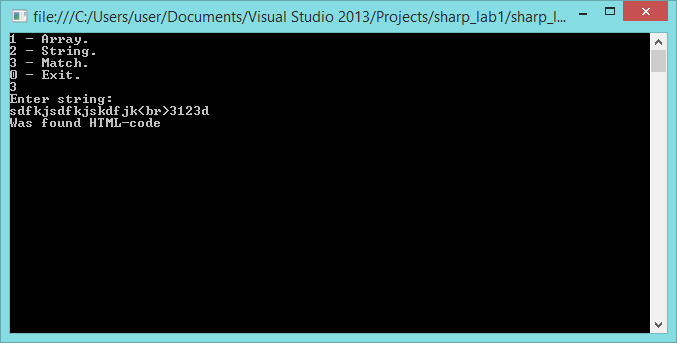 file:///C:/Users/user/Documents/Visual Studio 2013/Projects/sharp_lab1/sharp_l...
1 - Array.
2 - String.
3 - Match.
0 - Exit.
3
Enter string:
sdfkjsdfkjskdfjk<br>3123d
Was found HTML-code